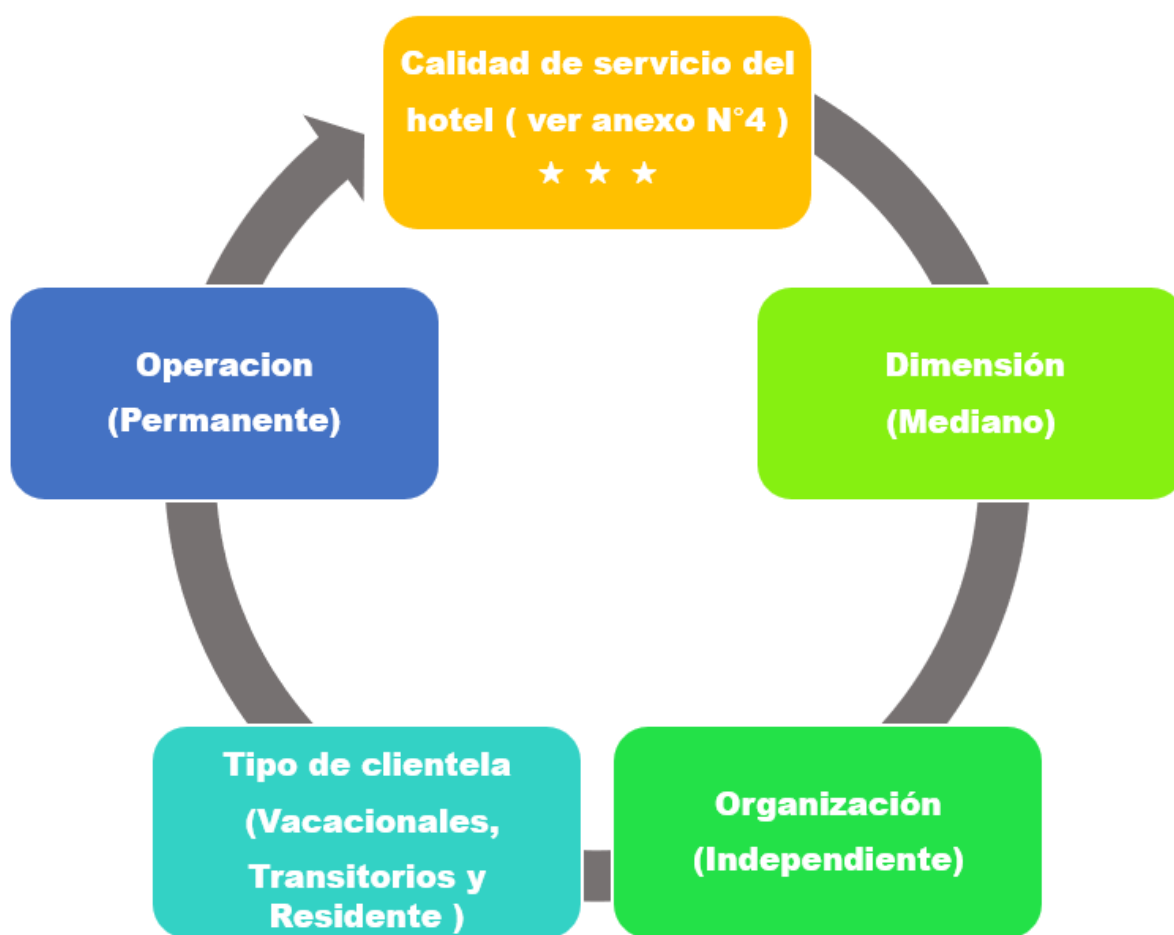 Calidad de servicio del
hotel ( ver anexo N°4 )
★ ★ ★
Dimensión
(Mediano)
Organización
(Independiente)
Tipo de clientela
(Vacacionales,
Transitorios y
Residente )
Operacion
(Permanente)